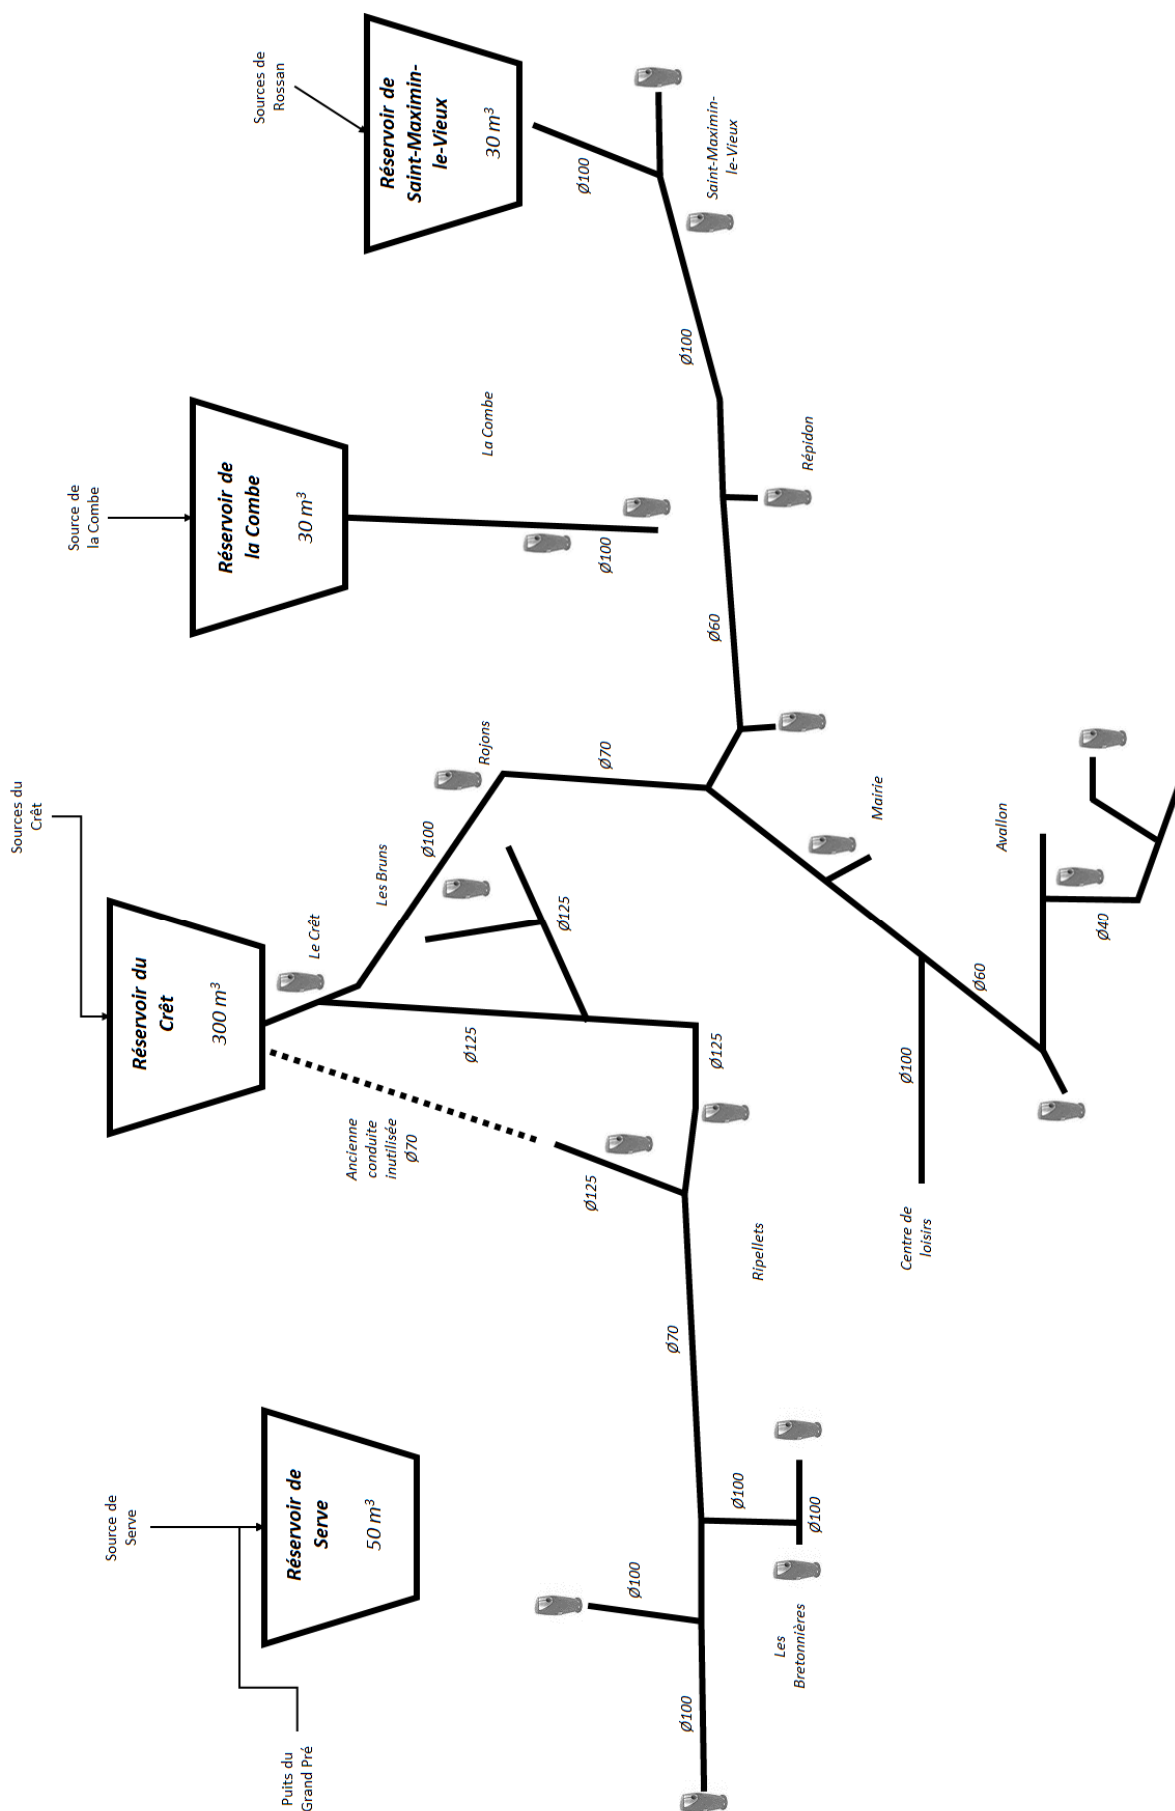 Puits du
Grand Pré
Source de
Serve
Réservoir de
Serve
50 m³
Sources du
Crêt
Réservoir du
Crêt
300 m³
Source de
la Combe
Réservoir de
la Combe
30 m³
Sources de
Rossan
Réservoir de
Saint-Maximin-
le-Vieux
30 m³
Ancienne
conduite
inutilisée
Ø70
Le Crêt
Les Bruns
Ø100
Rojons
La Combe
Ø100
Ø100
Saint-Maximin-
le-Vieux
Ø125
Ø125
Ø125
Ø125
Ø70
Ø100
Ø60
Répidon
Ø100
Ø100
Ø100
Ø100
Les
Bretonnières
Ø70
Ripellets
Mairie
Centre de
loisirs
Ø100
Ø60
Avallon
Ø40